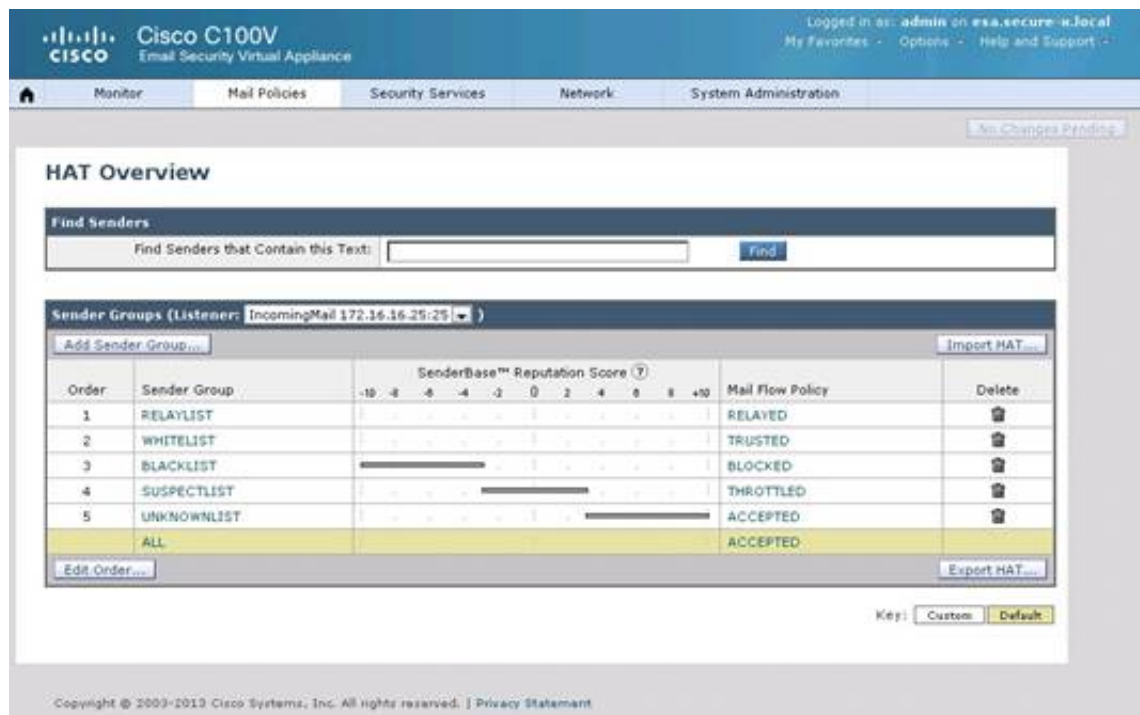 Logged in as: admin on esa.secure-x.local
CISCO Cisco C100V
Email Security Virtual Appliance
My Favorites Options Help and Support
Monitor Mail Policies Security Services Network System Administration
No Changes Pending
HAT Overview
Find Senders
Find Senders that Contain this Text: Find
Sender Groups (Listener: IncomingMail 172.16.16.25:25 )
Add Sender Group... Import HAT...
SenderBase™ Reputation Score ?
Order Sender Group -10 -8 -6 -4 -2 0 2 4 6 8 +10 Mail Flow Policy Delete
1 RELAYLIST RELAYED
2 WHITELIST TRUSTED
3 BLACKLIST BLOCKED
4 SUSPECTLIST THROTTLED
5 UNKNOWNLIST ACCEPTED
ALL ACCEPTED
Edit Order... Export HAT...
Key: Custom Default
Copyright © 2003-2013 Cisco Systems, Inc. All rights reserved. | Privacy Statement